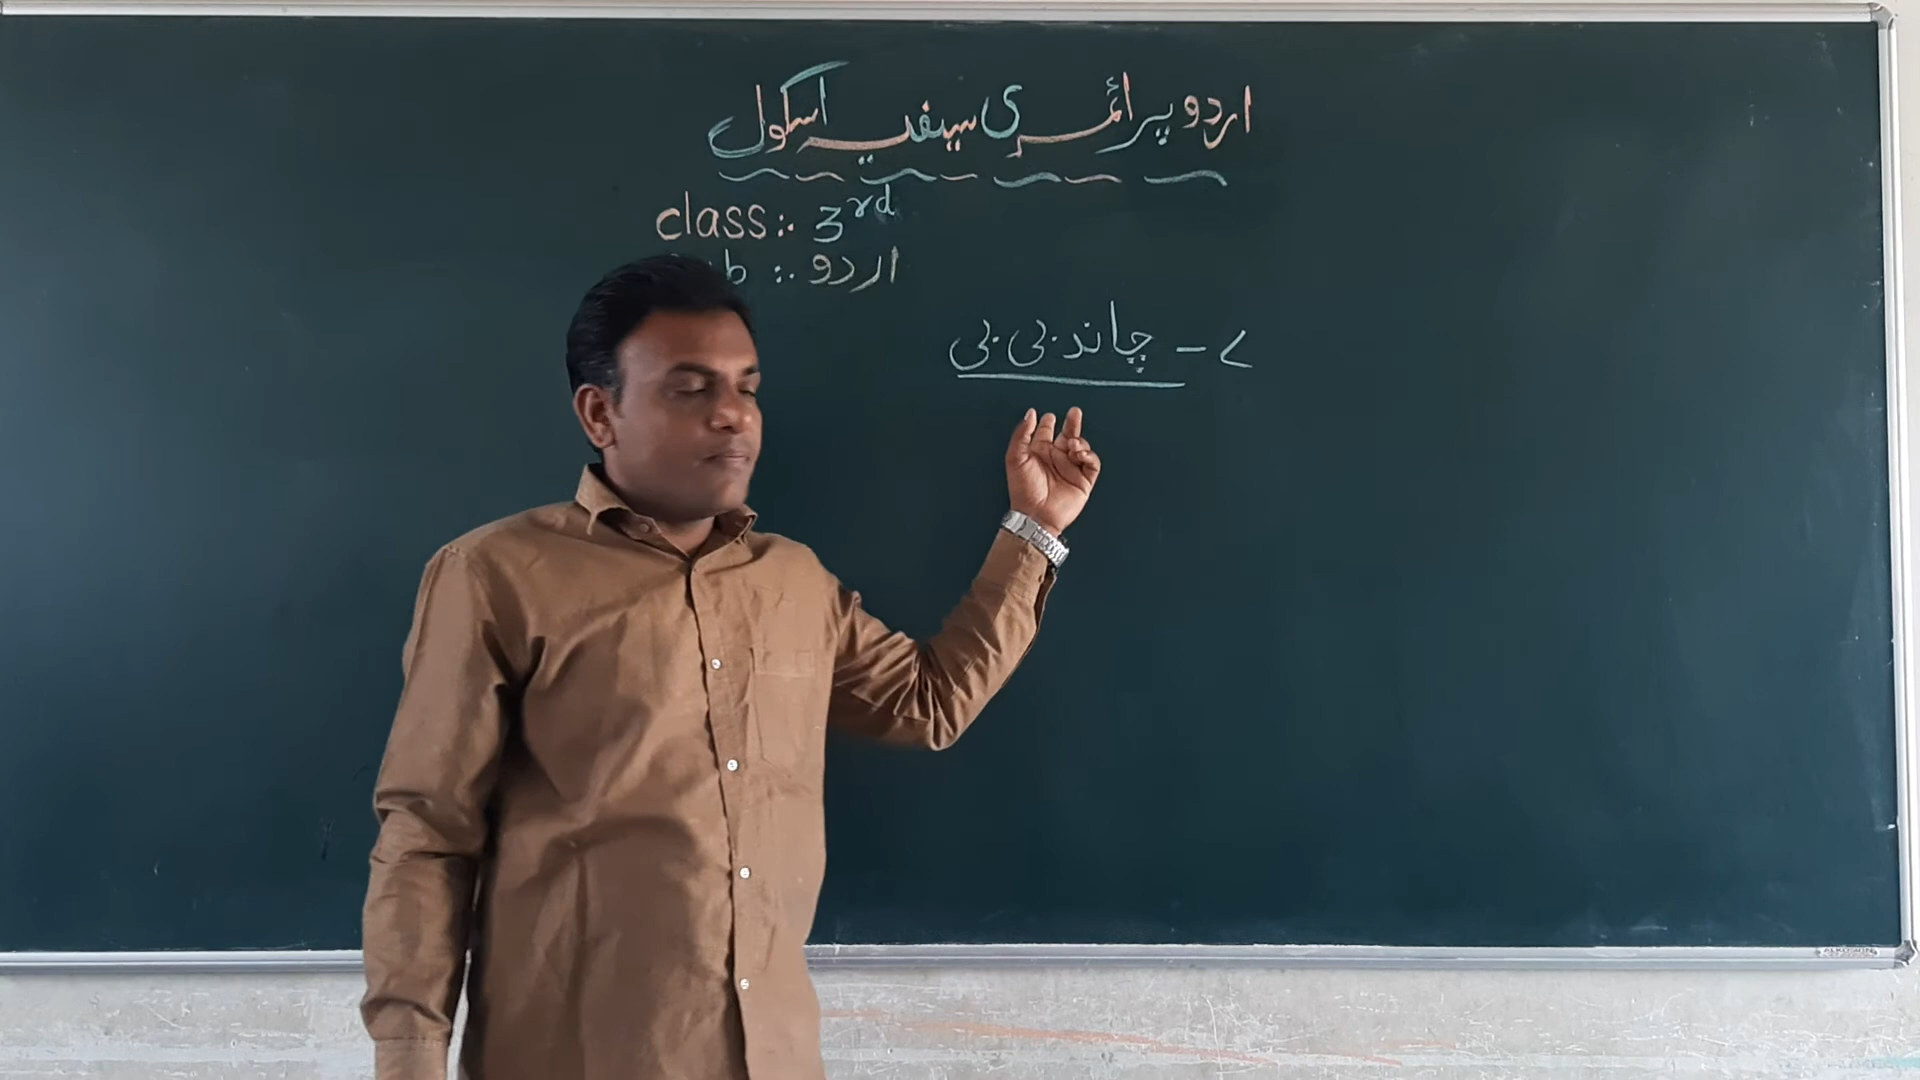 اردو پرائمری سیفیہ اسکول
class :. 3rd
b :. اردو
۷ - چاند بی بی